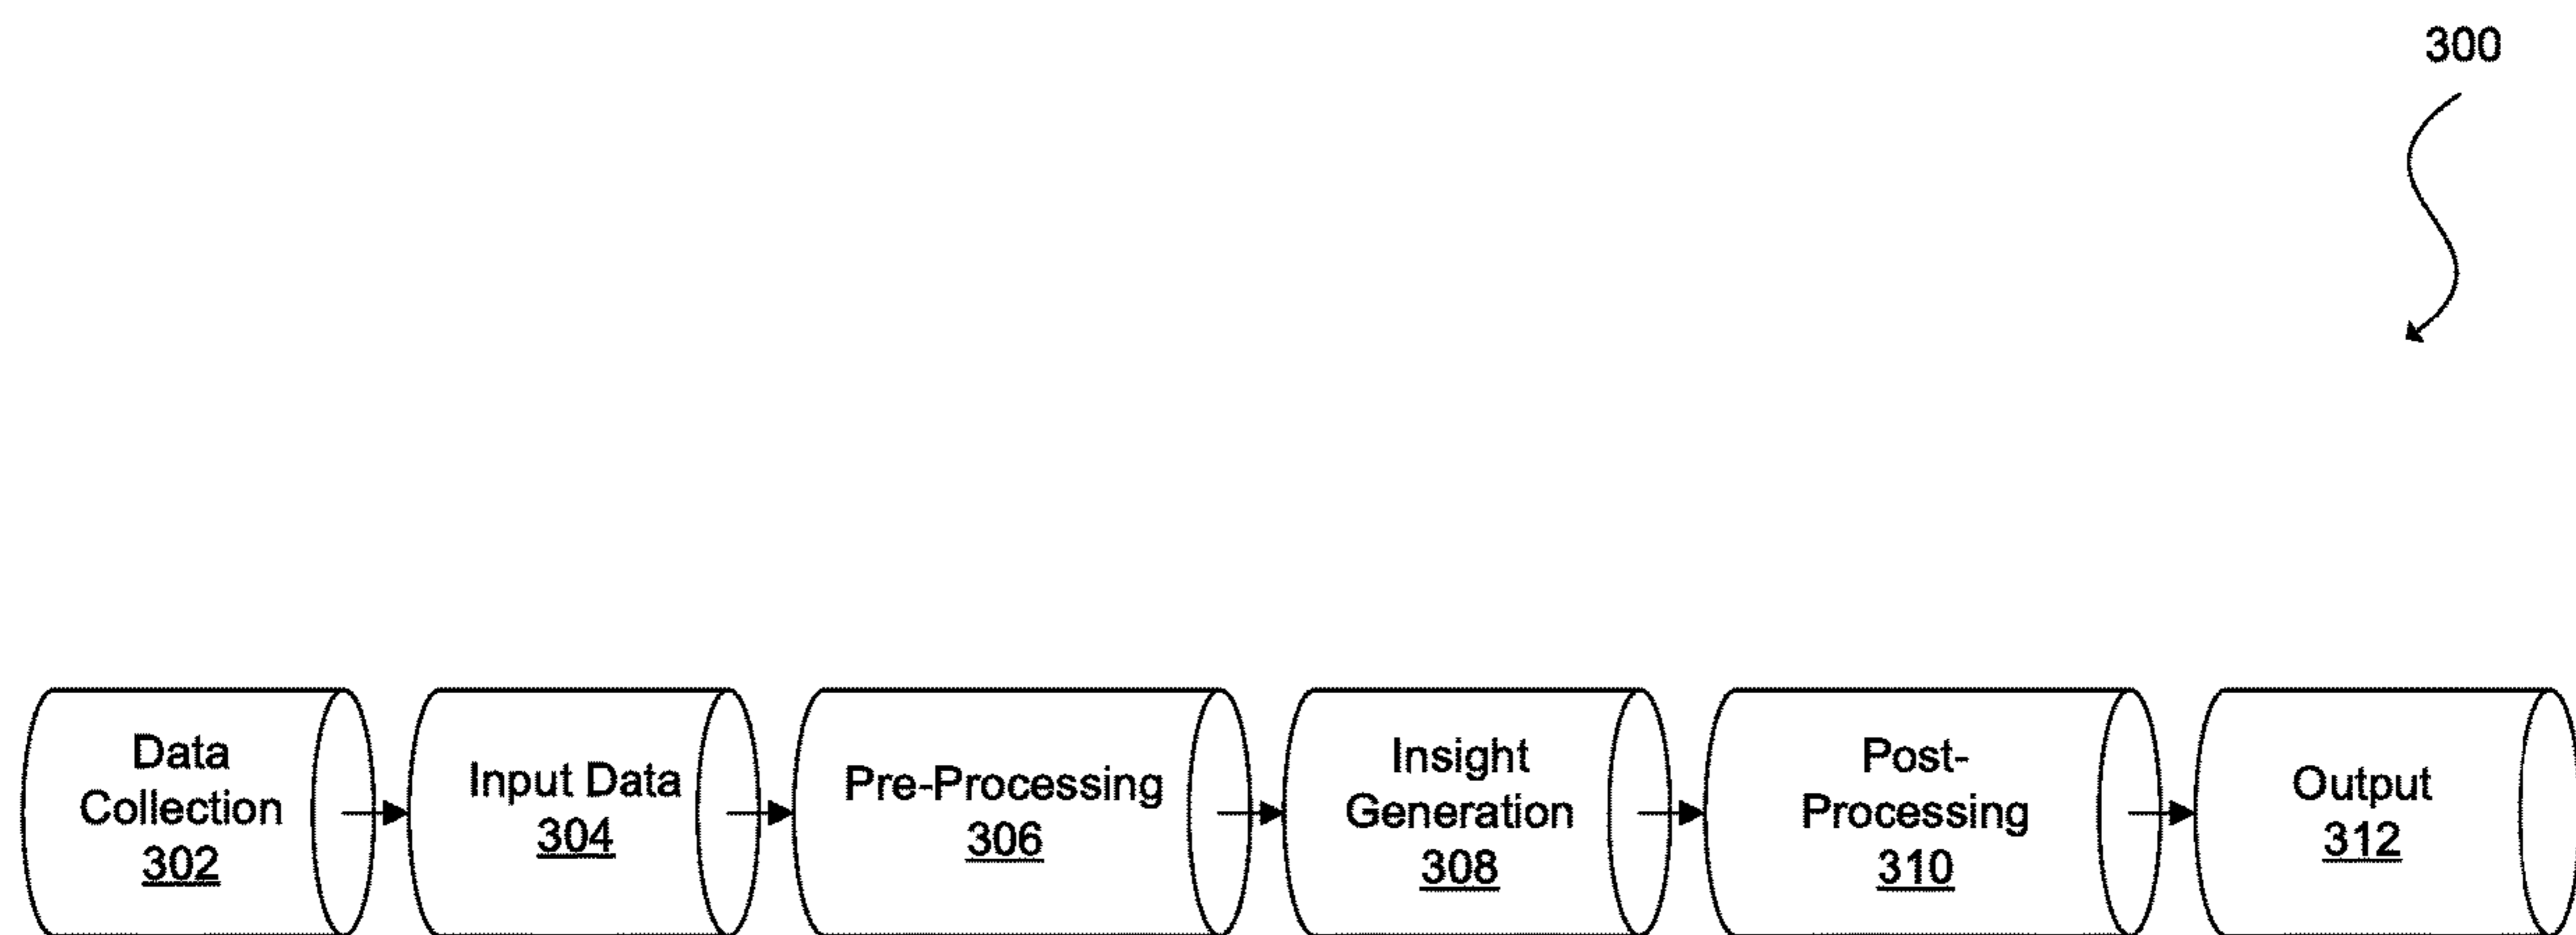 300
Data
Collection
302
Input Data
304
Pre-Processing
306
Insight
Generation
308
Post-
Processing
310
Output
312